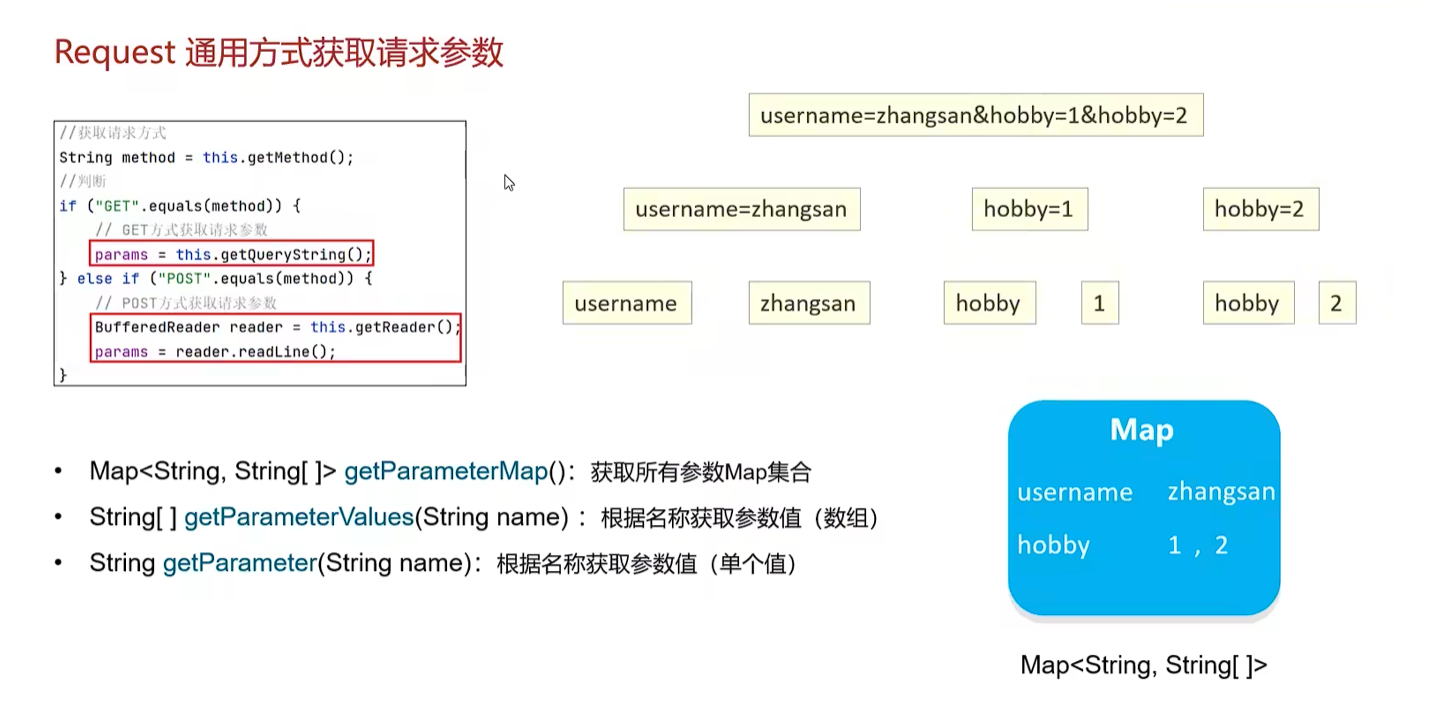 Request 通用方式获取请求参数
//获取请求方式
String method = this.getMethod();
//判断
if ("GET".equals(method)) {
// GET方式获取请求参数
params = this.getQueryString();
} else if ("POST".equals(method)) {
// POST方式获取请求参数
BufferedReader reader = this.getReader();
params = reader.readLine();
}
username=zhangsan&hobby=1&hobby=2
username=zhangsan hobby=1 hobby=2
username zhangsan hobby 1 hobby 2
• Map<String, String[ ]> getParameterMap()：获取所有参数Map集合
• String[ ] getParameterValues(String name) ：根据名称获取参数值（数组）
• String getParameter(String name)：根据名称获取参数值（单个值）
Map
username zhangsan
hobby 1 , 2
Map<String, String[ ]>